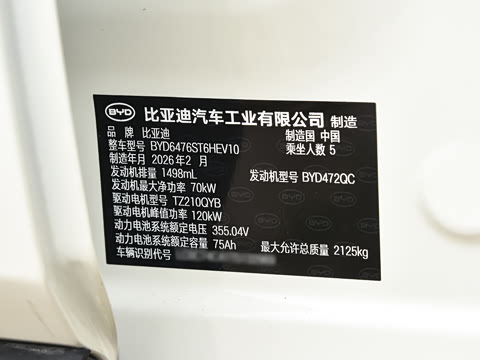 BYD 比亚迪汽车工业有限公司 制造
品 牌 比亚迪 制造国 中国
整车型号 BYD6476ST6HEV10 乘坐人数 5
制造年月 2026年2 月
发动机排量 1498mL 发动机型号 BYD472QC
发动机最大净功率 70kW
驱动电机型号 TZ210QYB
驱动电机峰值功率 120kW
动力电池系统额定电压 355.04V
动力电池系统额定容量 75Ah 最大允许总质量 2125kg
车辆识别代号